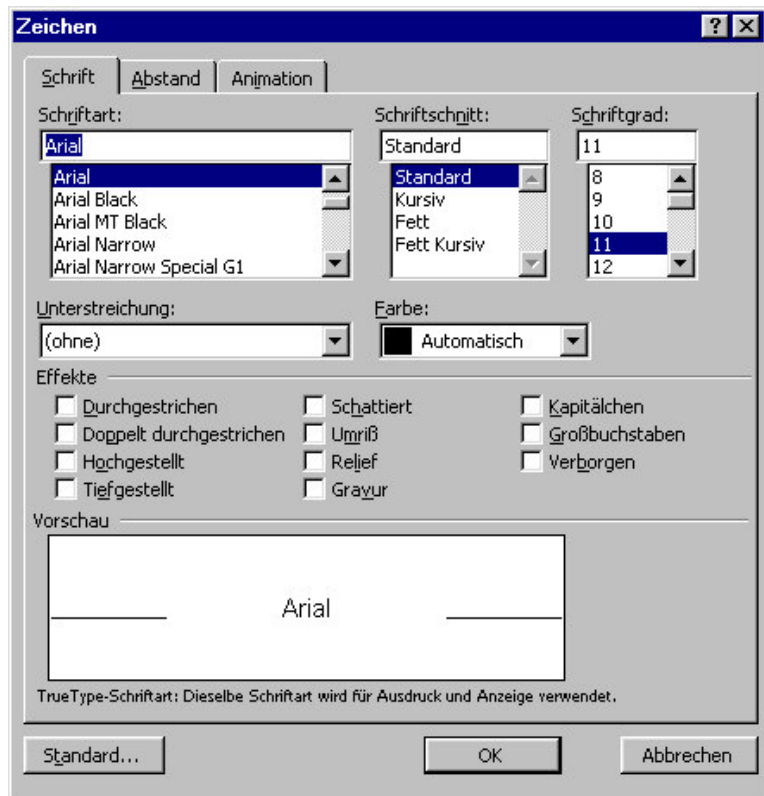 Zeichen
Schrift Abstand Animation
Schriftart: Schriftschnitt: Schriftgrad:
Arial Standard 11
Arial Standard 8
Arial Black Kursiv 9
Arial MT Black Fett 10
Arial Narrow Fett Kursiv 11
Arial Narrow Special G1 12
Unterstreichung: Farbe:
(ohne) Automatisch
Effekte
Durchgestrichen Schattiert Kapitälchen
Doppelt durchgestrichen Umriß Großbuchstaben
Hochgestellt Relief Verborgen
Tiefgestellt Gravur
Vorschau
Arial
TrueType-Schriftart: Dieselbe Schriftart wird für Ausdruck und Anzeige verwendet.
Standard... OK Abbrechen